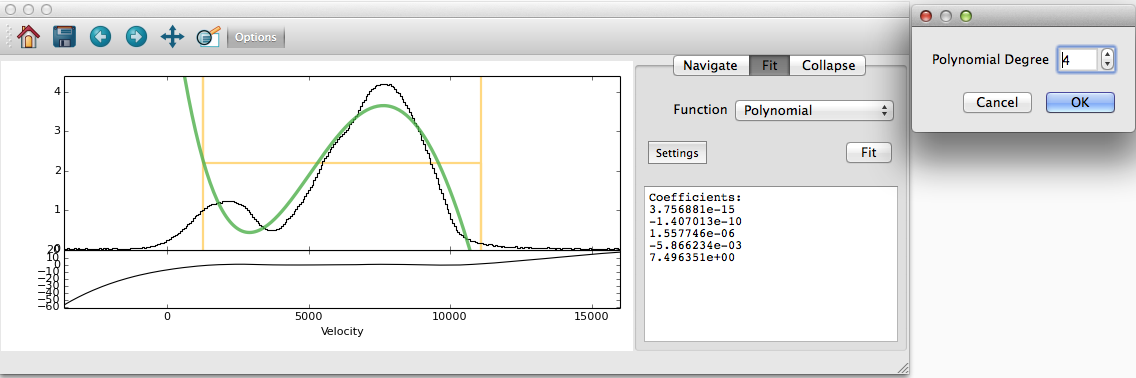 Options
4
3
2
1
0
20
10
0
−10
−20
−30
−40
−50
−60
0 5000 10000 15000
Velocity
Navigate Fit Collapse
Function Polynomial
Settings Fit
Coefficients:
3.756881e-15
-1.407013e-10
1.557746e-06
-5.866234e-03
7.496351e+00
Polynomial Degree 4
Cancel OK